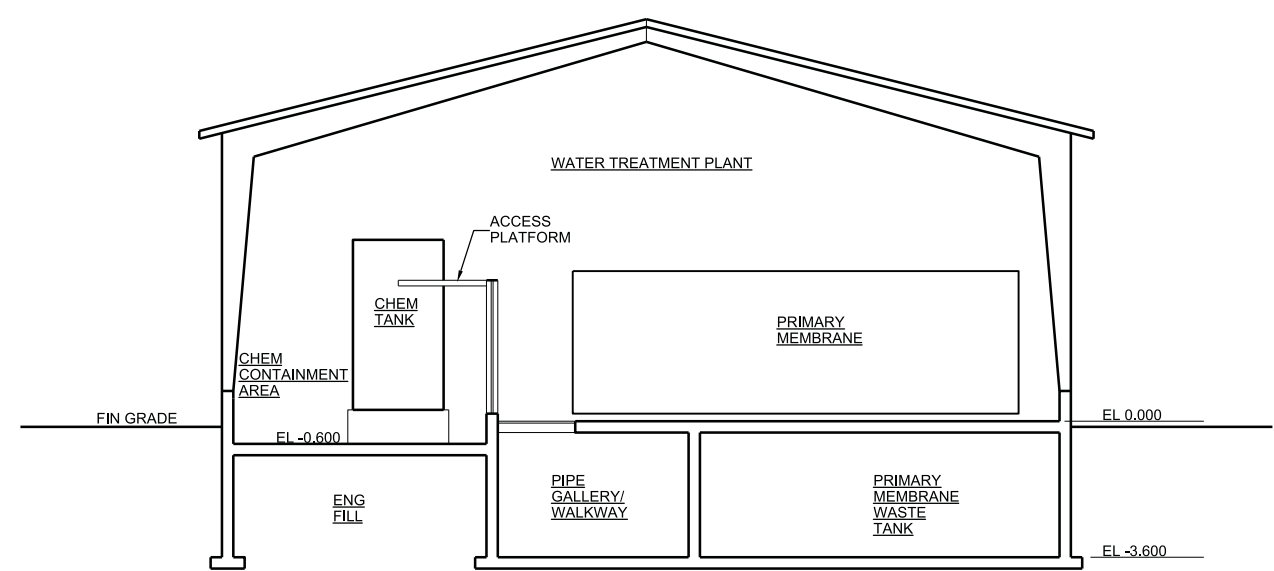 WATER TREATMENT PLANT
ACCESS
PLATFORM
CHEM
TANK
PRIMARY
MEMBRANE
CHEM
CONTAINMENT
AREA
FIN GRADE
EL 0.000
EL -0.600
PIPE
GALLERY/
WALKWAY
PRIMARY
MEMBRANE
WASTE
TANK
ENG
FILL
EL -3.600